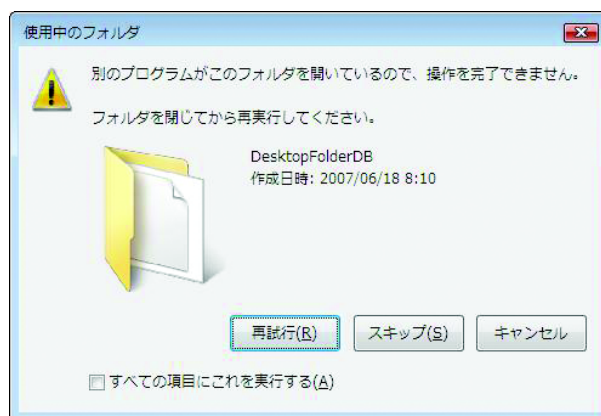 使用中のフォルダ
別のプログラムがこのフォルダを開いているので、操作を完了できません。
フォルダを閉じてから再実行してください。
DesktopFolderDB
作成日時: 2007/06/18 8:10
再試行(R) スキップ(S) キャンセル
すべての項目にこれを実行する(A)